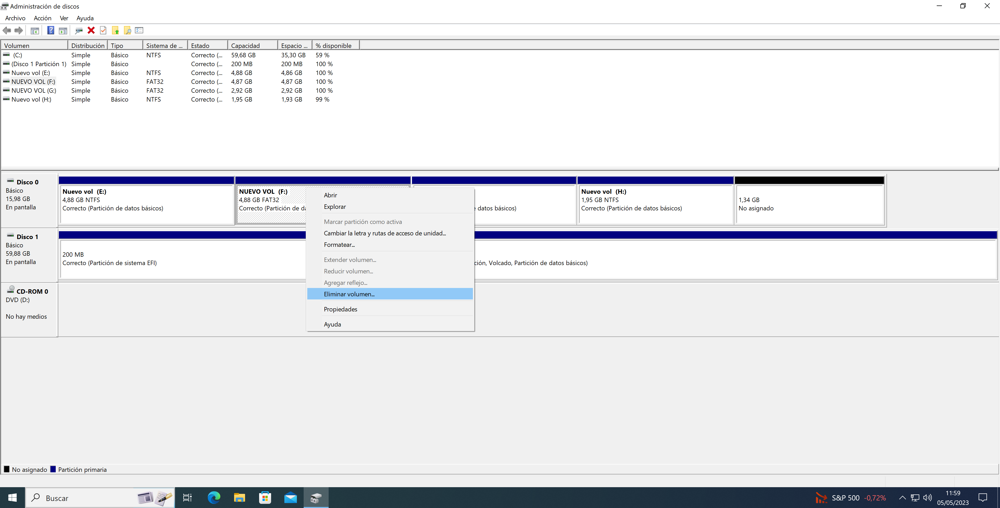 Administración de discos
Archivo Acción Ver Ayuda
Volumen Distribución Tipo Sistema de ... Estado Capacidad Espacio ... % disponible
(C:) Simple Básico NTFS Correcto (... 59,68 GB 35,30 GB 59 %
(Disco 1 Partición 1) Simple Básico Correcto (... 200 MB 200 MB 100 %
Nuevo vol (E:) Simple Básico NTFS Correcto (... 4,88 GB 4,86 GB 100 %
NUEVO VOL (F:) Simple Básico FAT32 Correcto (... 4,87 GB 4,87 GB 100 %
NUEVO VOL (G:) Simple Básico FAT32 Correcto (... 2,92 GB 2,92 GB 100 %
Nuevo vol (H:) Simple Básico NTFS Correcto (... 1,95 GB 1,93 GB 99 %
Disco 0
Básico
15,98 GB
En pantalla
Nuevo vol (E:)
4,88 GB NTFS
Correcto (Partición de datos básicos)
NUEVO VOL (F:)
4,88 GB FAT32
Correcto (Partición de da
datos básicos)
Nuevo vol (H:)
1,95 GB NTFS
Correcto (Partición de datos básicos)
1,34 GB
No asignado
Abrir
Explorar
Marcar partición como activa
Cambiar la letra y rutas de acceso de unidad...
Formatear...
Extender volumen...
Reducir volumen...
Agregar reflejo...
Eliminar volumen...
Propiedades
Ayuda
Disco 1
Básico
59,88 GB
En pantalla
200 MB
Correcto (Partición de sistema EFI)
ción, Volcado, Partición de datos básicos)
CD-ROM 0
DVD (D:)
No hay medios
No asignado Partición primaria
Buscar
S&P 500 -0,72%
11:59
05/05/2023